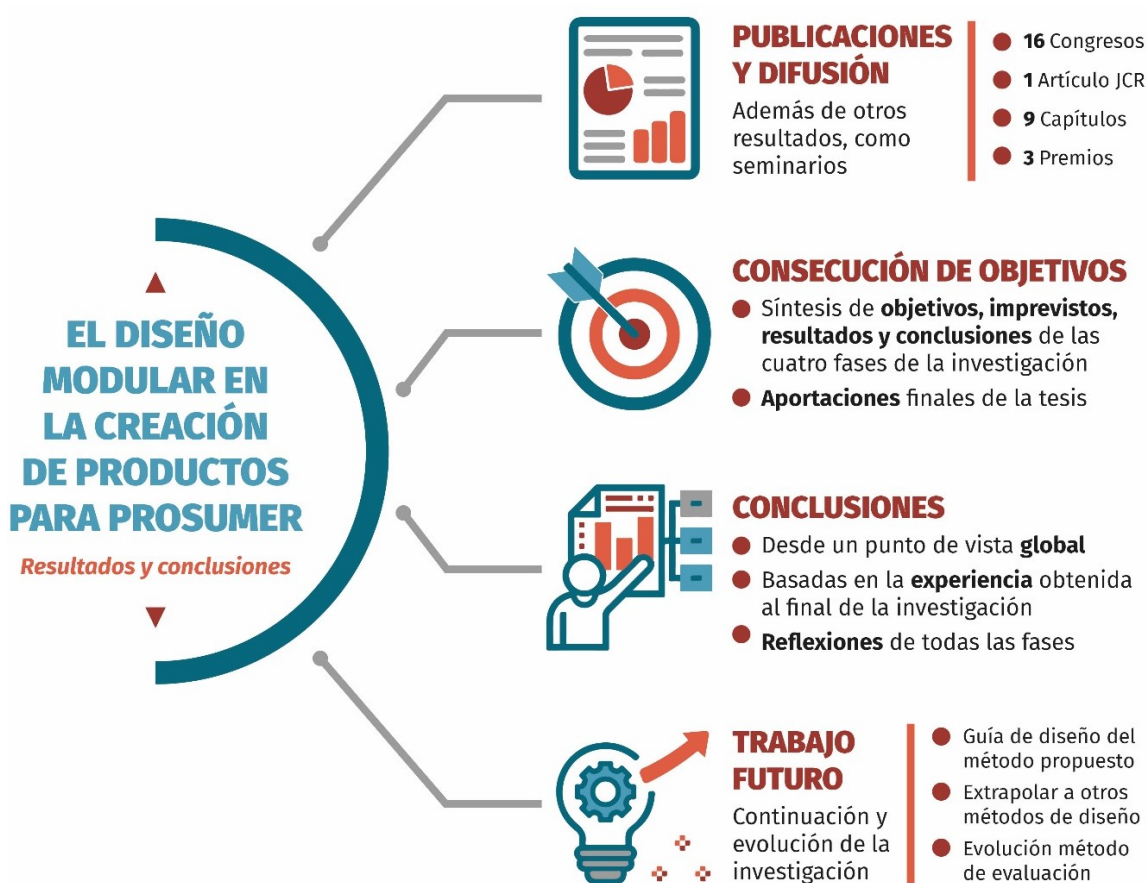 EL DISEÑO
MODULAR EN
LA CREACIÓN
DE PRODUCTOS
PARA PROSUMER
Resultados y conclusiones
PUBLICACIONES
Y DIFUSIÓN
Además de otros
resultados, como
seminarios
16 Congresos
1 Artículo JCR
9 Capítulos
3 Premios
CONSECUCIÓN DE OBJETIVOS
Síntesis de objetivos, imprevistos,
resultados y conclusiones de las
cuatro fases de la investigación
Aportaciones finales de la tesis
CONCLUSIONES
Desde un punto de vista global
Basadas en la experiencia obtenida
al final de la investigación
Reflexiones de todas las fases
TRABAJO
FUTURO
Continuación y
evolución de la
investigación
Guía de diseño del
método propuesto
Extrapolar a otros
métodos de diseño
Evolución método
de evaluación